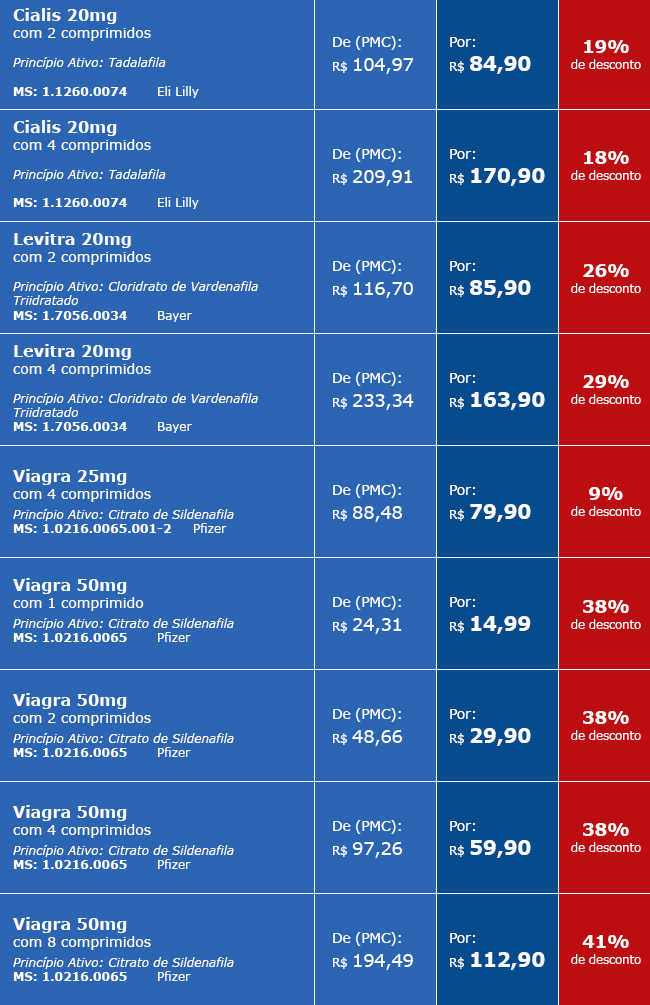 Cialis 20mg
com 2 comprimidos
Princípio Ativo: Tadalafila
MS: 1.1260.0074 Eli Lilly
De (PMC):
R$ 104,97
Por:
R$ 84,90
19%
de desconto
Cialis 20mg
com 4 comprimidos
Princípio Ativo: Tadalafila
MS: 1.1260.0074 Eli Lilly
De (PMC):
R$ 209,91
Por:
R$ 170,90
18%
de desconto
Levitra 20mg
com 2 comprimidos
Princípio Ativo: Cloridrato de Vardenafila
Triidratado
MS: 1.7056.0034 Bayer
De (PMC):
R$ 116,70
Por:
R$ 85,90
26%
de desconto
Levitra 20mg
com 4 comprimidos
Princípio Ativo: Cloridrato de Vardenafila
Triidratado
MS: 1.7056.0034 Bayer
De (PMC):
R$ 233,34
Por:
R$ 163,90
29%
de desconto
Viagra 25mg
com 4 comprimidos
Princípio Ativo: Citrato de Sildenafila
MS: 1.0216.0065.001-2 Pfizer
De (PMC):
R$ 88,48
Por:
R$ 79,90
9%
de desconto
Viagra 50mg
com 1 comprimido
Princípio Ativo: Citrato de Sildenafila
MS: 1.0216.0065 Pfizer
De (PMC):
R$ 24,31
Por:
R$ 14,99
38%
de desconto
Viagra 50mg
com 2 comprimidos
Princípio Ativo: Citrato de Sildenafila
MS: 1.0216.0065 Pfizer
De (PMC):
R$ 48,66
Por:
R$ 29,90
38%
de desconto
Viagra 50mg
com 4 comprimidos
Princípio Ativo: Citrato de Sildenafila
MS: 1.0216.0065 Pfizer
De (PMC):
R$ 97,26
Por:
R$ 59,90
38%
de desconto
Viagra 50mg
com 8 comprimidos
Princípio Ativo: Citrato de Sildenafila
MS: 1.0216.0065 Pfizer
De (PMC):
R$ 194,49
Por:
R$ 112,90
41%
de desconto